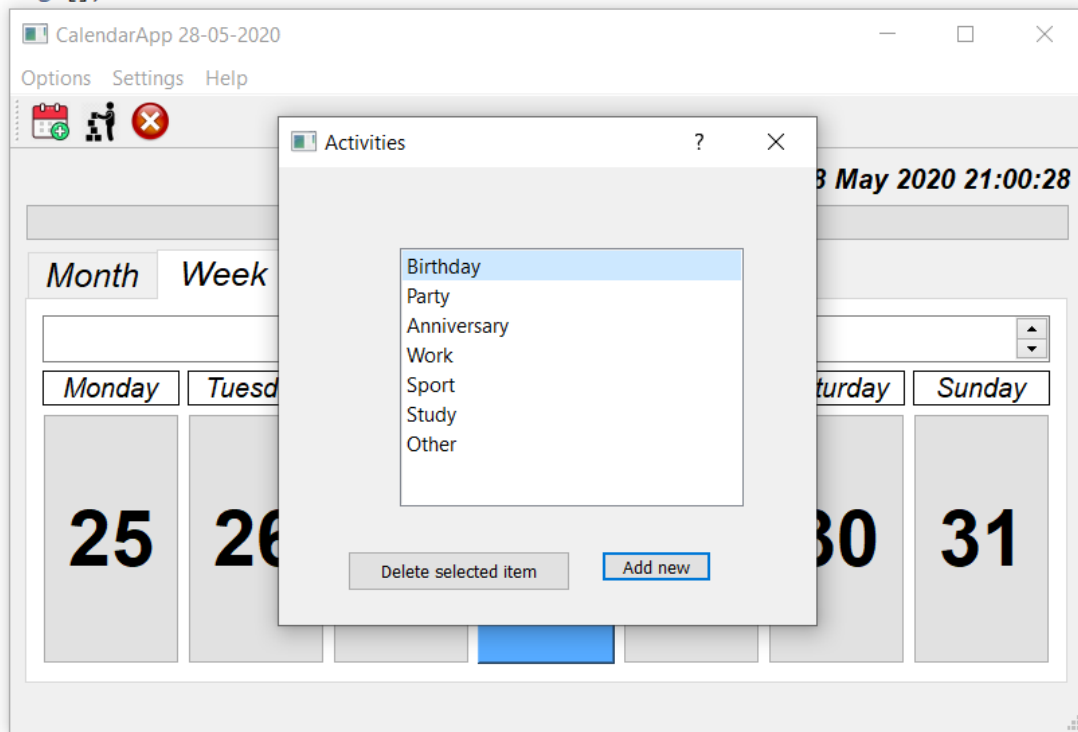 CalendarApp 28-05-2020
Options Settings Help
Activities ?
May 2020 21:00:28
Month Week
Birthday
Party
Anniversary
Work
Sport
Study
Other
Monday Tuesd turday Sunday
25 26 30 31
Delete selected item Add new